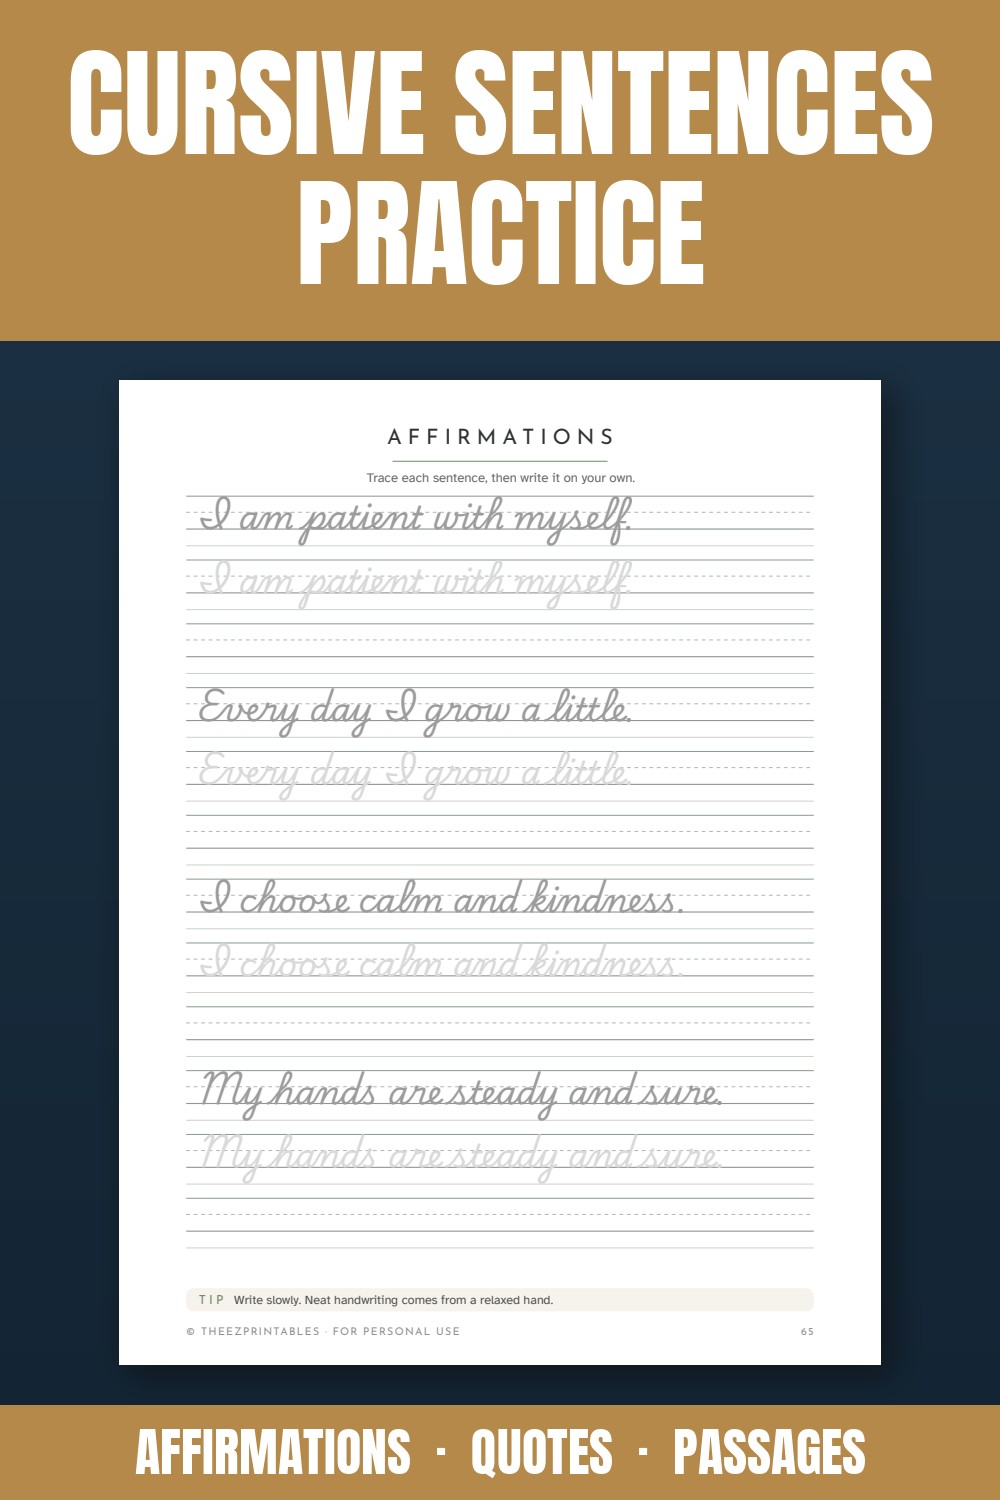 CURSIVE SENTENCES
PRACTICE
AFFIRMATIONS
Trace each sentence, then write it on your own.
I am patient with myself.
I am patient with myself.
Every day I grow a little.
Every day I grow a little.
I choose calm and kindness.
I choose calm and kindness.
My hands are steady and sure.
My hands are steady and sure.
TIP Write slowly. Neat handwriting comes from a relaxed hand.
© THEEZPRINTABLES · FOR PERSONAL USE 65
AFFIRMATIONS · QUOTES · PASSAGES